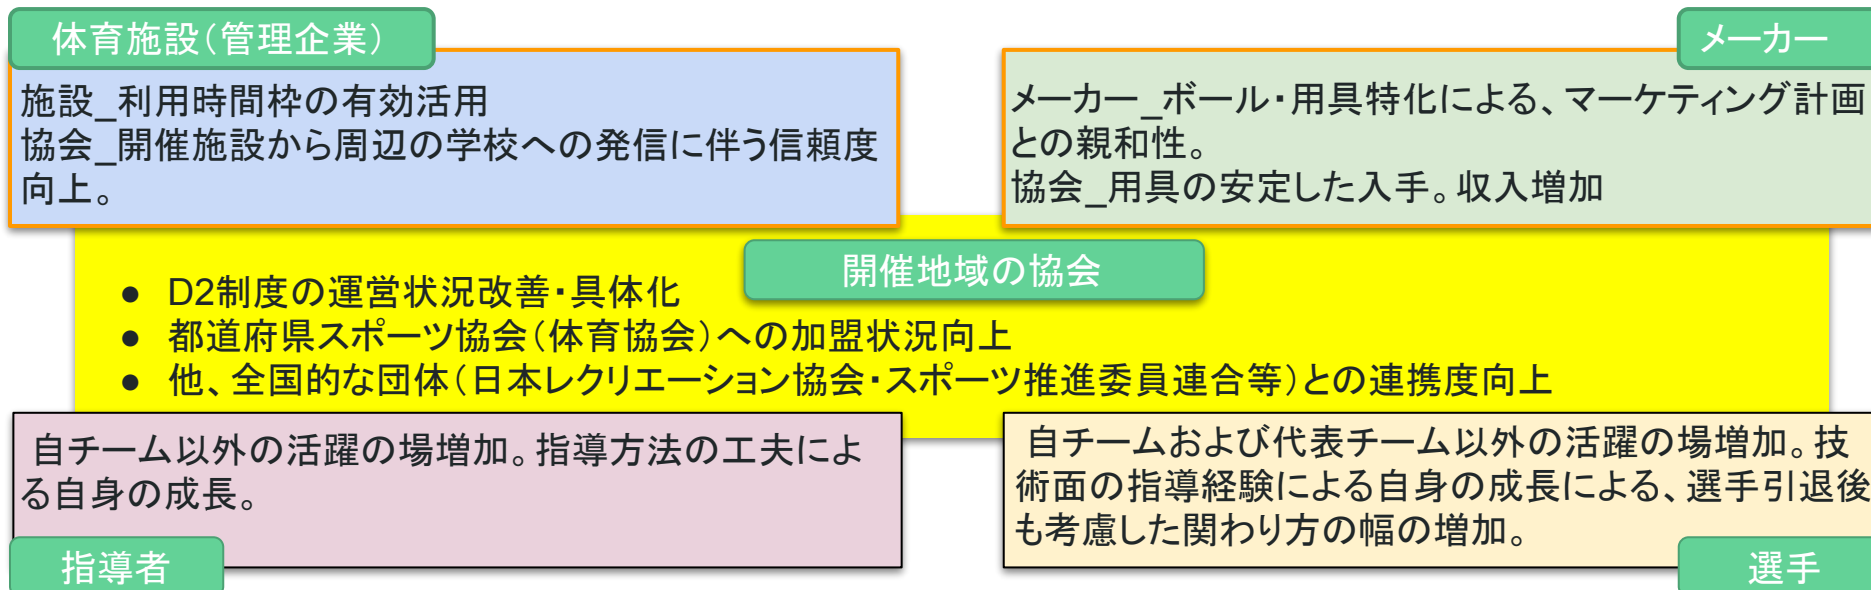 体育施設（管理企業）
施設_利用時間枠の有効活用
協会_開催施設から周辺の学校への発信に伴う信頼度
向上。
メーカー
メーカー_ボール・用具特化による、マーケティング計画
との親和性。
協会_用具の安定した入手。収入増加
開催地域の協会
● D2制度の運営状況改善・具体化
● 都道府県スポーツ協会（体育協会）への加盟状況向上
● 他、全国的な団体（日本レクリエーション協会・スポーツ推進委員連合等）との連携度向上
自チーム以外の活躍の場増加。指導方法の工夫によ
る自身の成長。
指導者
自チームおよび代表チーム以外の活躍の場増加。技
術面の指導経験による自身の成長による、選手引退後
も考慮した関わり方の幅の増加。
選手